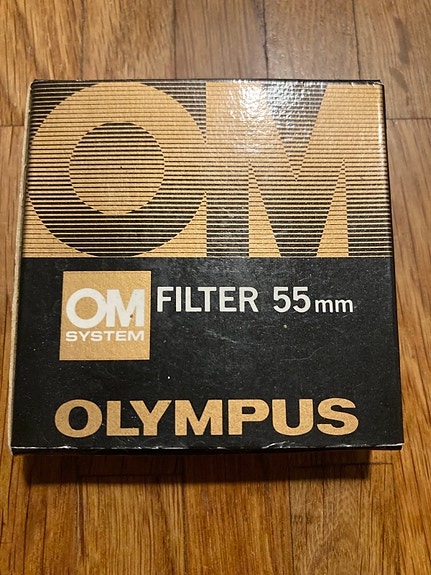 OM
OM
SYSTEM
FILTER 55mm
OLYMPUS